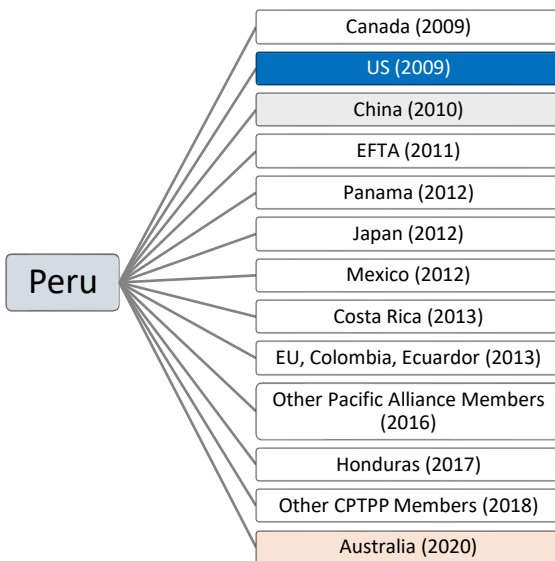 Canada (2009)
US (2009)
China (2010)
EFTA (2011)
Panama (2012)
Japan (2012)
Peru
Mexico (2012)
Costa Rica (2013)
EU, Colombia, Ecuardor (2013)
Other Pacific Alliance Members
(2016)
Honduras (2017)
Other CPTPP Members (2018)
Australia (2020)